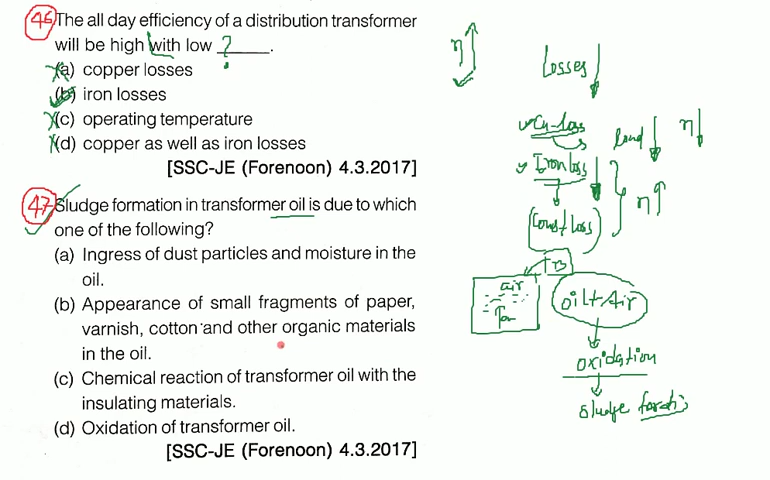 46 The all day efficiency of a distribution transformer
will be high with low ? ______.
(a) copper losses
(b) iron losses
(c) operating temperature
(d) copper as well as iron losses
[SSC-JE (Forenoon) 4.3.2017]
47 Sludge formation in transformer oil is due to which
one of the following?
(a) Ingress of dust particles and moisture in the
oil.
(b) Appearance of small fragments of paper,
varnish, cotton and other organic materials
in the oil.
(c) Chemical reaction of transformer oil with the
insulating materials.
(d) Oxidation of transformer oil.
[SSC-JE (Forenoon) 4.3.2017]
η↑
Losses ↓
Cu-loss
load ↓ η↓
Iron loss ↓
η↑
(Const loss)
air
oil + Air
oxidation
sludge